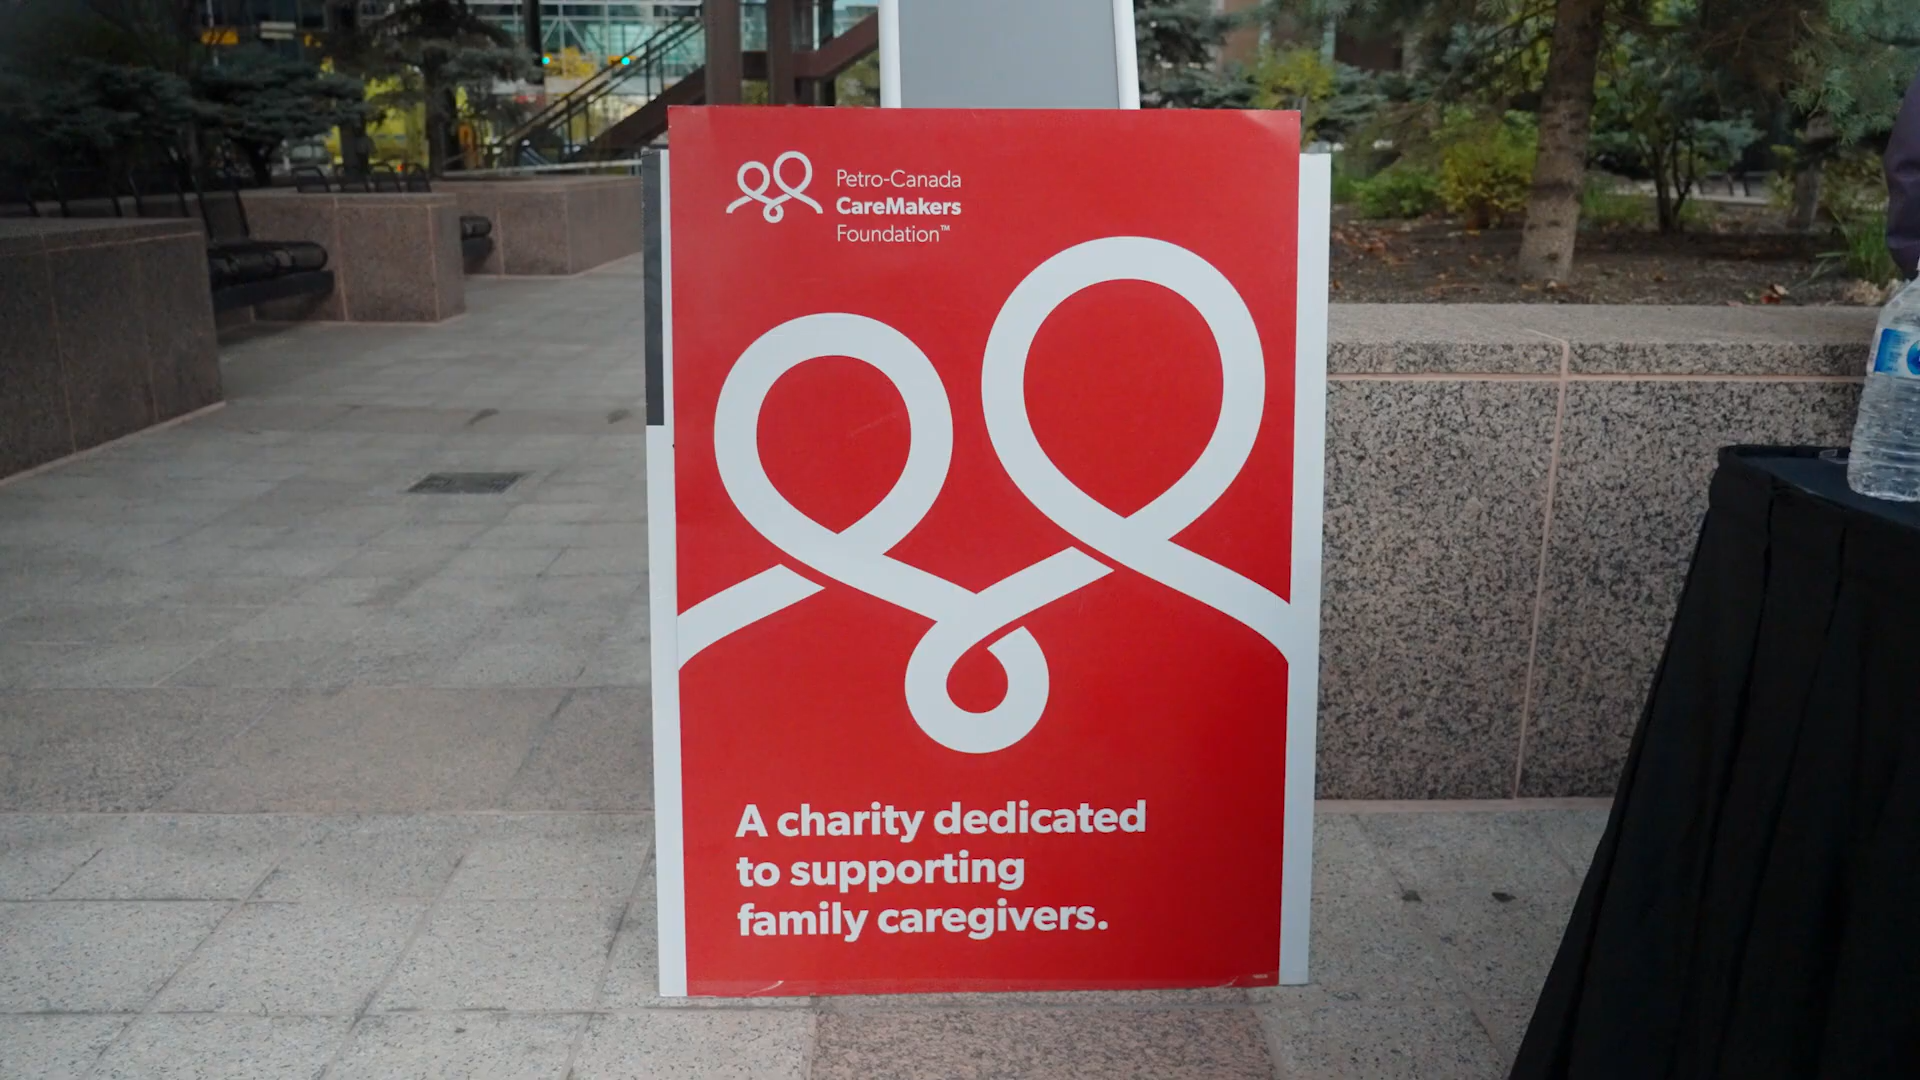 Petro-Canada
CareMakers
Foundation™
A charity dedicated
to supporting
family caregivers.